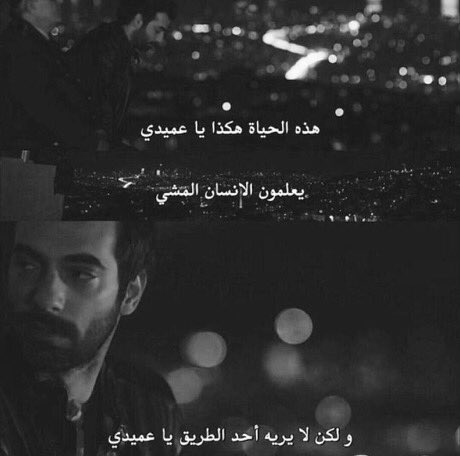 هذه الحياة هكذا يا عميدي
يعلمون الإنسان المشي
و لكن لا يريه أحد الطريق يا عميدي